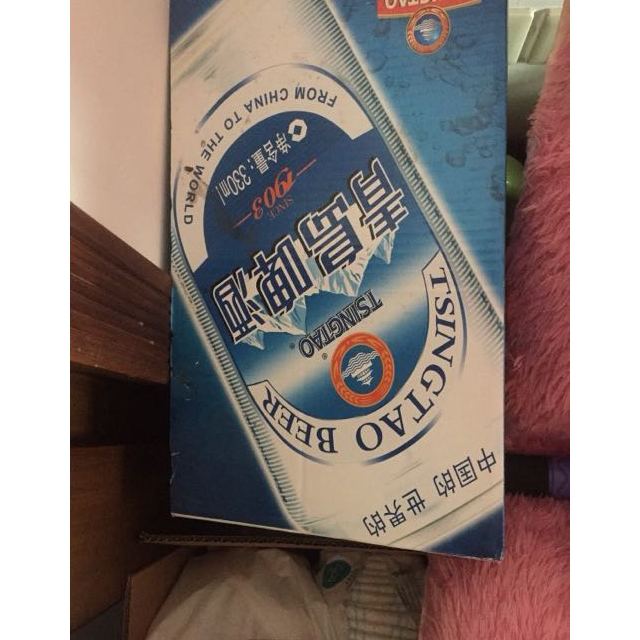 中国的 世界的
TSINGTAO BEER
TSINGTAO
青岛啤酒
SINCE
1903
净含量:330ml
FROM CHINA TO THE WORLD